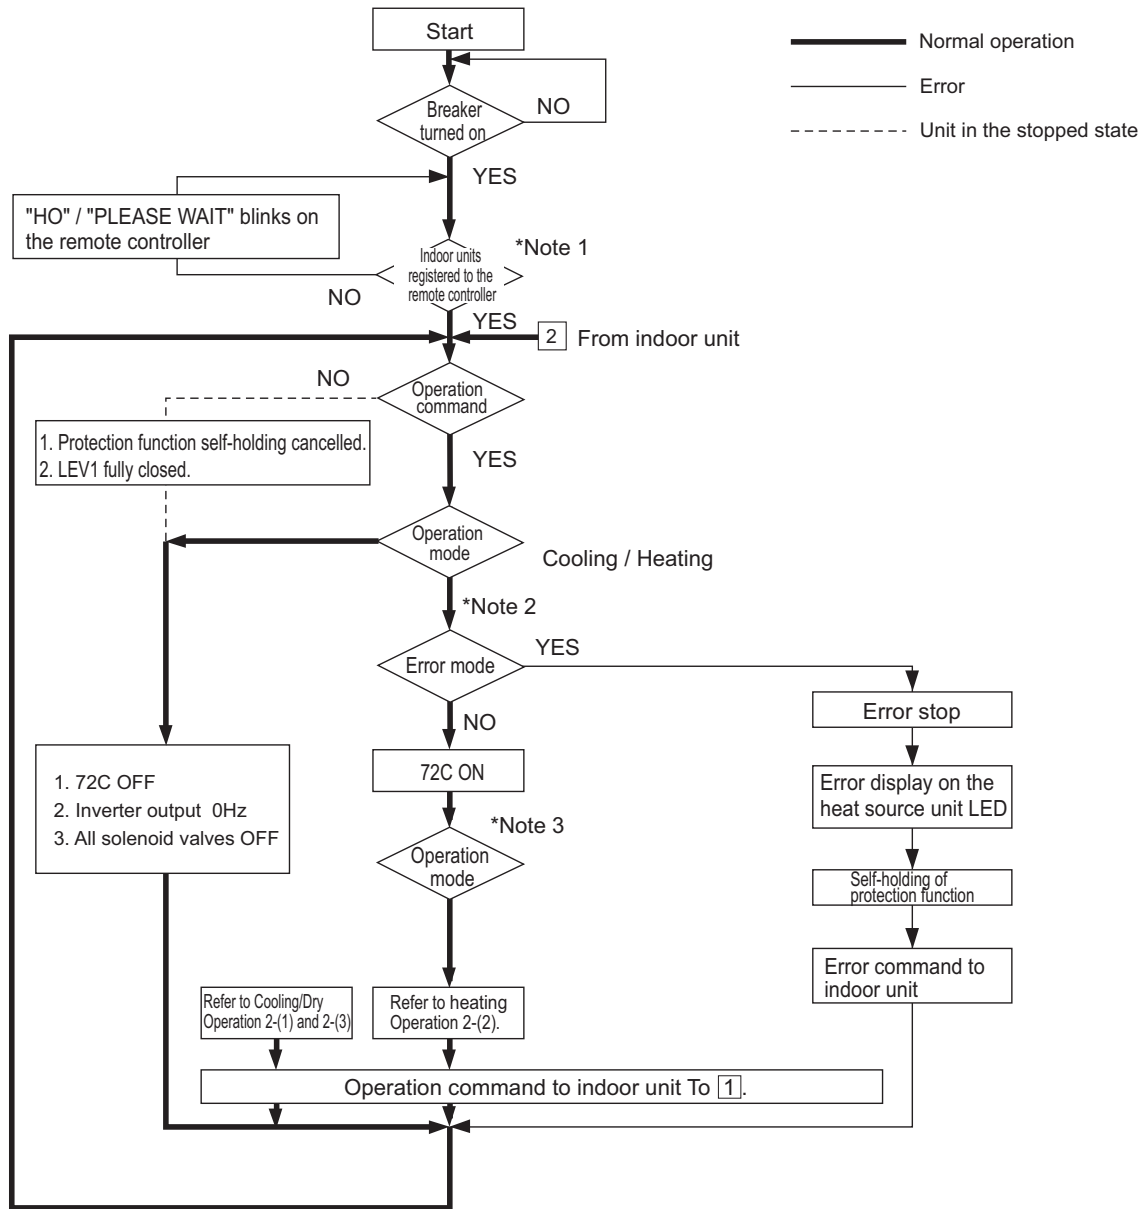 Start
Normal operation
Error
Unit in the stopped state
Breaker
turned on
NO
YES
"HO" / "PLEASE WAIT" blinks on
the remote controller
*Note 1
Indoor units
registered to the
remote controller
NO
YES
2 From indoor unit
NO
Operation
command
1. Protection function self-holding cancelled.
2. LEV1 fully closed.
YES
Operation
mode
Cooling / Heating
*Note 2
Error mode
YES
NO
Error stop
72C ON
1. 72C OFF
2. Inverter output 0Hz
3. All solenoid valves OFF
Error display on the
heat source unit LED
*Note 3
Operation
mode
Self-holding of
protection function
Error command to
indoor unit
Refer to Cooling/Dry
Operation 2-(1) and 2-(3)
Refer to heating
Operation 2-(2).
Operation command to indoor unit To 1.